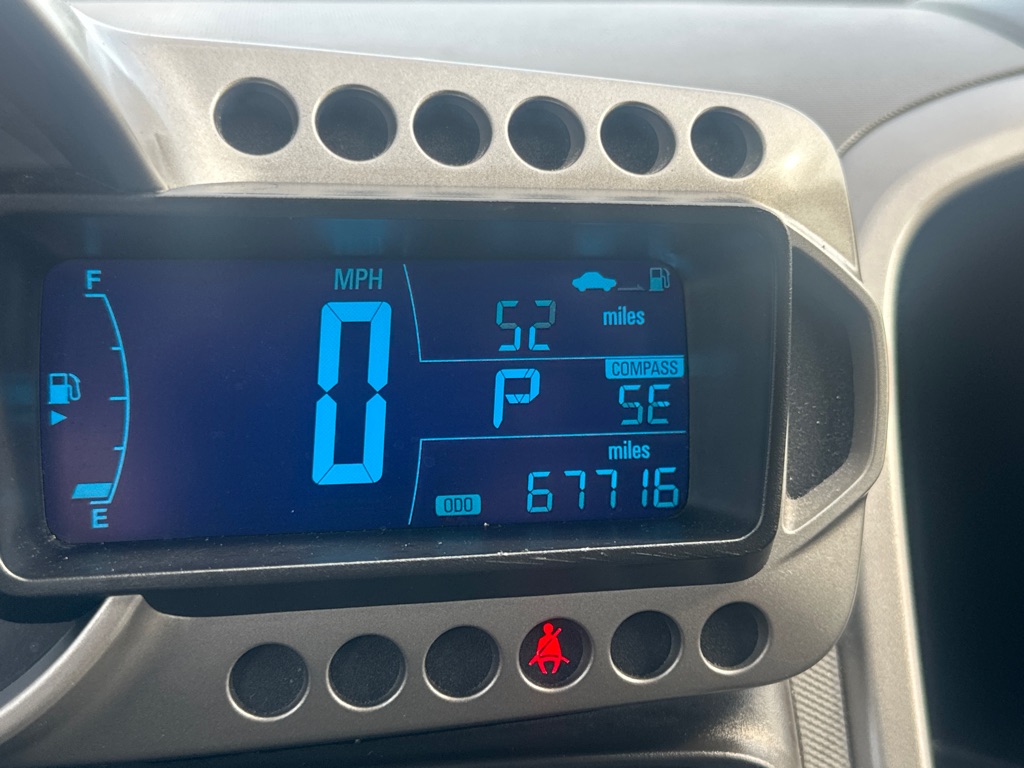 F
MPH
0
52 miles
COMPASS
P SE
miles
ODO 67716
E